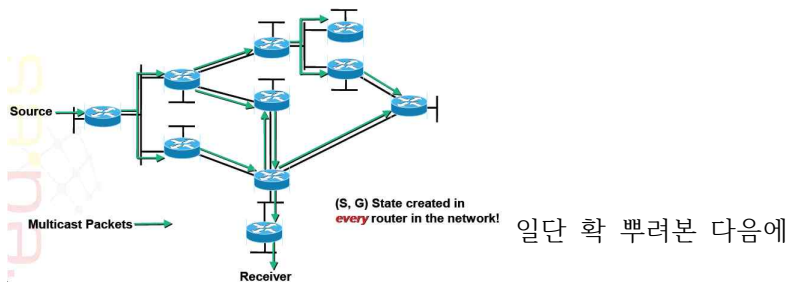 Source
(S, G) State created in
every router in the network!
일단 확 뿌려본 다음에
Multicast Packets
Receiver